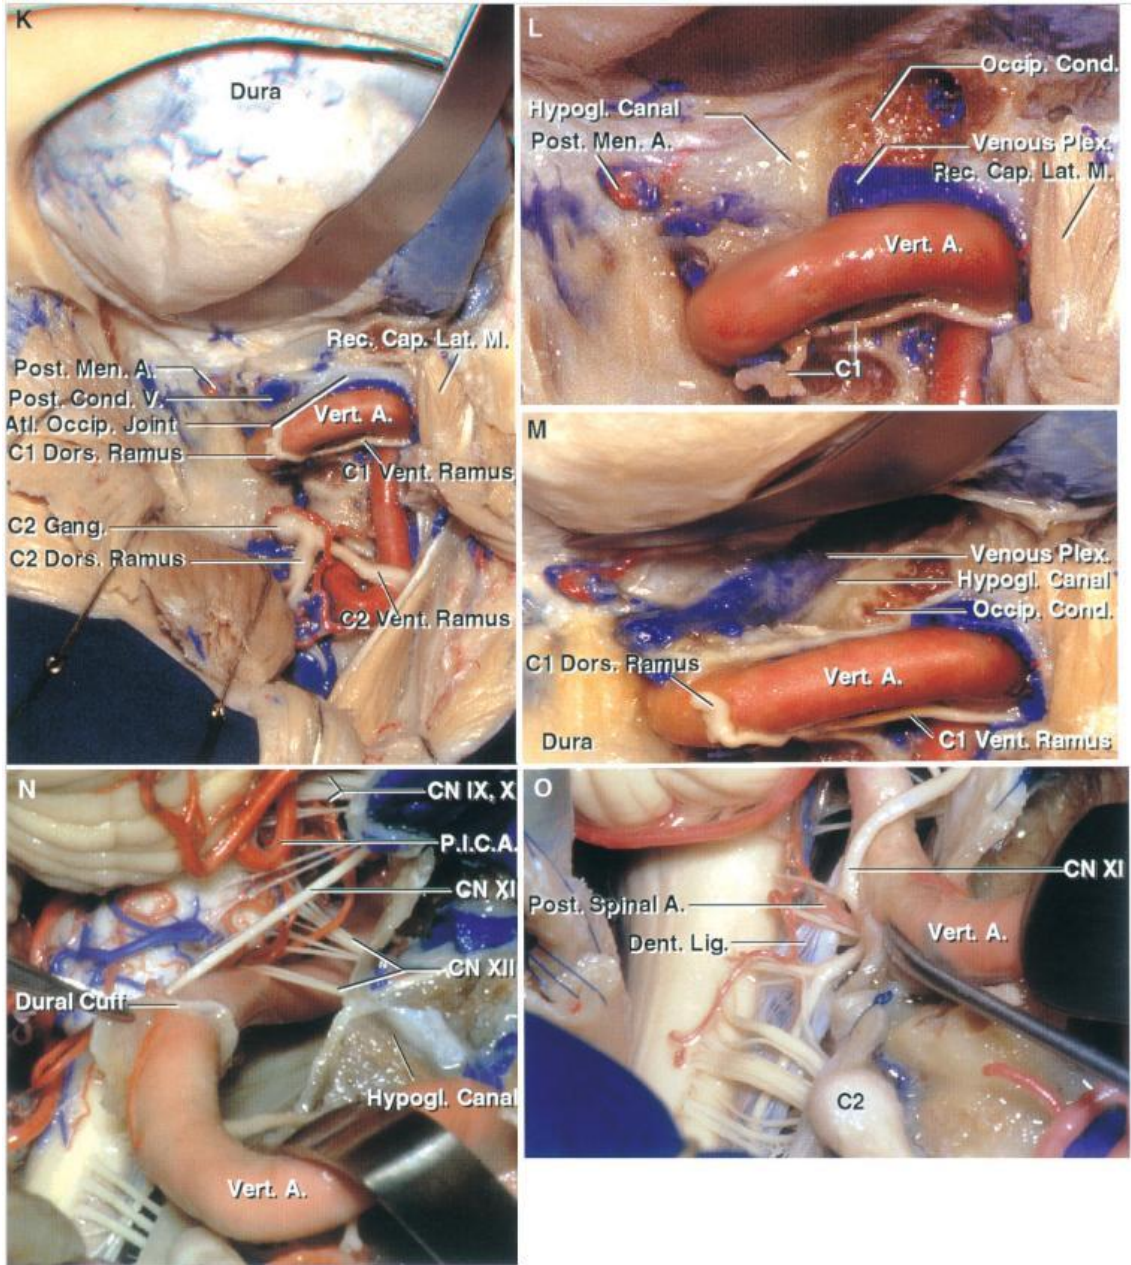 K
Dura
Rec. Cap. Lat. M.
Post. Men. A.
Post. Cond. V.
Vert. A.
Atl. Occip. Joint
C1 Dors. Ramus
C1 Vent. Ramus
C2 Gang.
C2 Dors. Ramus
C2 Vent. Ramus
L
Occip. Cond.
Hypogl. Canal
Post. Men. A.
Venous Plex.
Rec. Cap. Lat. M.
Vert. A.
C1
M
Venous Plex.
Hypogl. Canal
Occip. Cond.
C1 Dors. Ramus
Vert. A.
C1 Vent. Ramus
Dura
N
CN IX, X
P.I.C.A.
CN XI
CN XII
Dural Cuff
Hypogl. Canal
Vert. A.
O
CN XI
Post. Spinal A.
Vert. A.
Dent. Lig.
C2